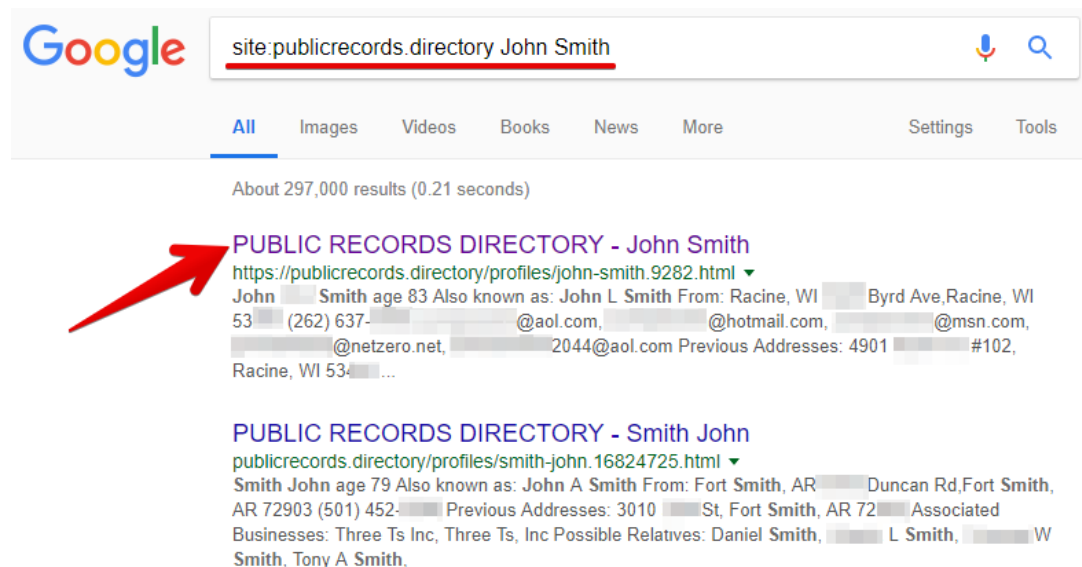 Google
site:publicrecords.directory John Smith
All Images Videos Books News More Settings Tools
About 297,000 results (0.21 seconds)
PUBLIC RECORDS DIRECTORY - John Smith
https://publicrecords.directory/profiles/john-smith.9282.html
John Smith age 83 Also known as: John L Smith From: Racine, WI Byrd Ave,Racine, WI
53 (262) 637- @aol.com, @hotmail.com, @msn.com,
@netzero.net, 2044@aol.com Previous Addresses: 4901 #102,
Racine, WI 534 ...
PUBLIC RECORDS DIRECTORY - Smith John
publicrecords.directory/profiles/smith-john.16824725.html
Smith John age 79 Also known as: John A Smith From: Fort Smith, AR Duncan Rd,Fort Smith,
AR 72903 (501) 452- Previous Addresses: 3010 St, Fort Smith, AR 72 Associated
Businesses: Three Ts Inc, Three Ts, Inc Possible Relatives: Daniel Smith, L Smith, W
Smith, Tony A Smith,